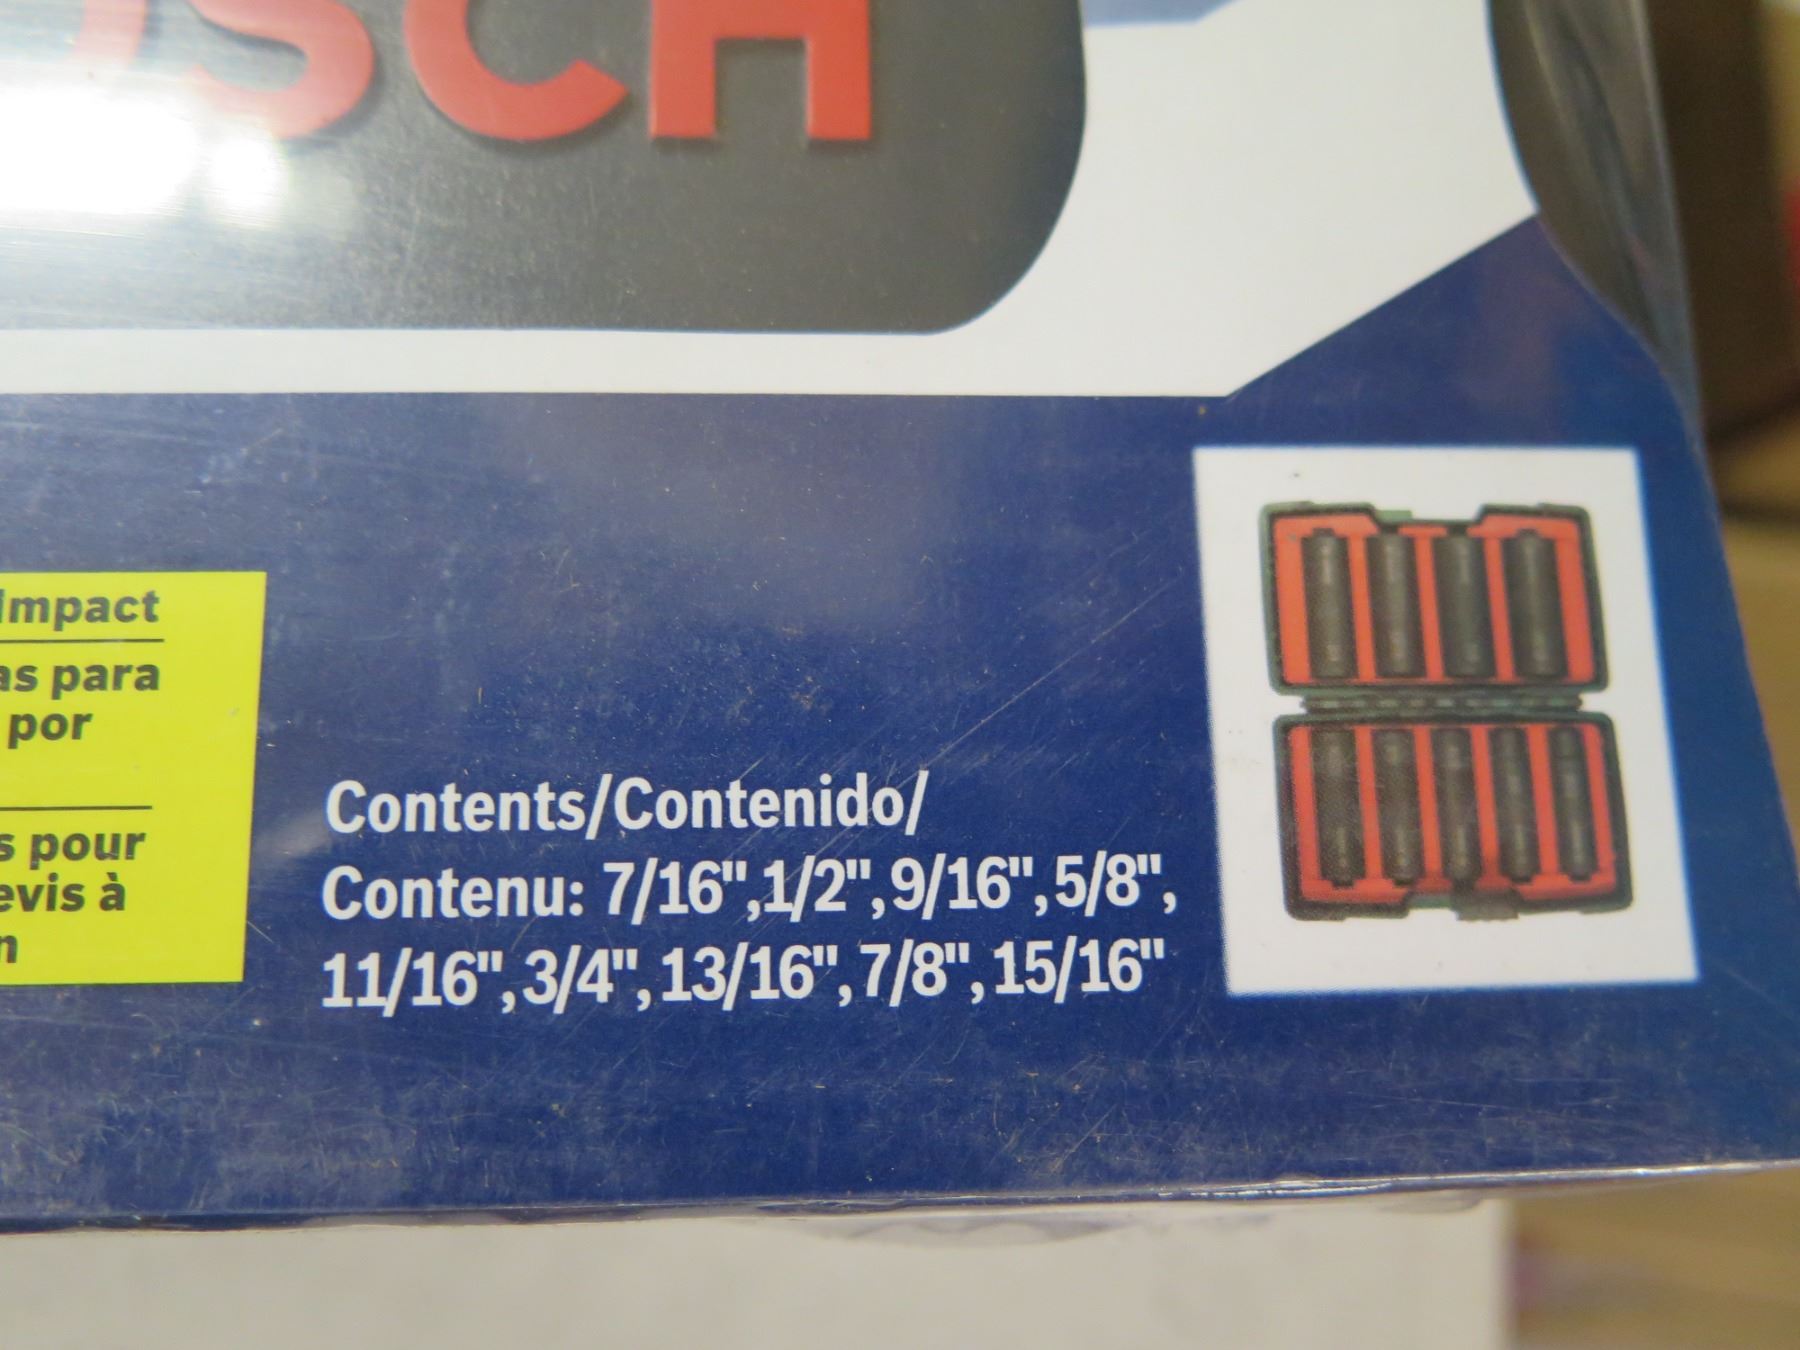 OSCH
impact
as para
por
s pour
evis à
n
Contents/Contenido/
Contenu: 7/16",1/2",9/16",5/8",
11/16",3/4",13/16",7/8",15/16"